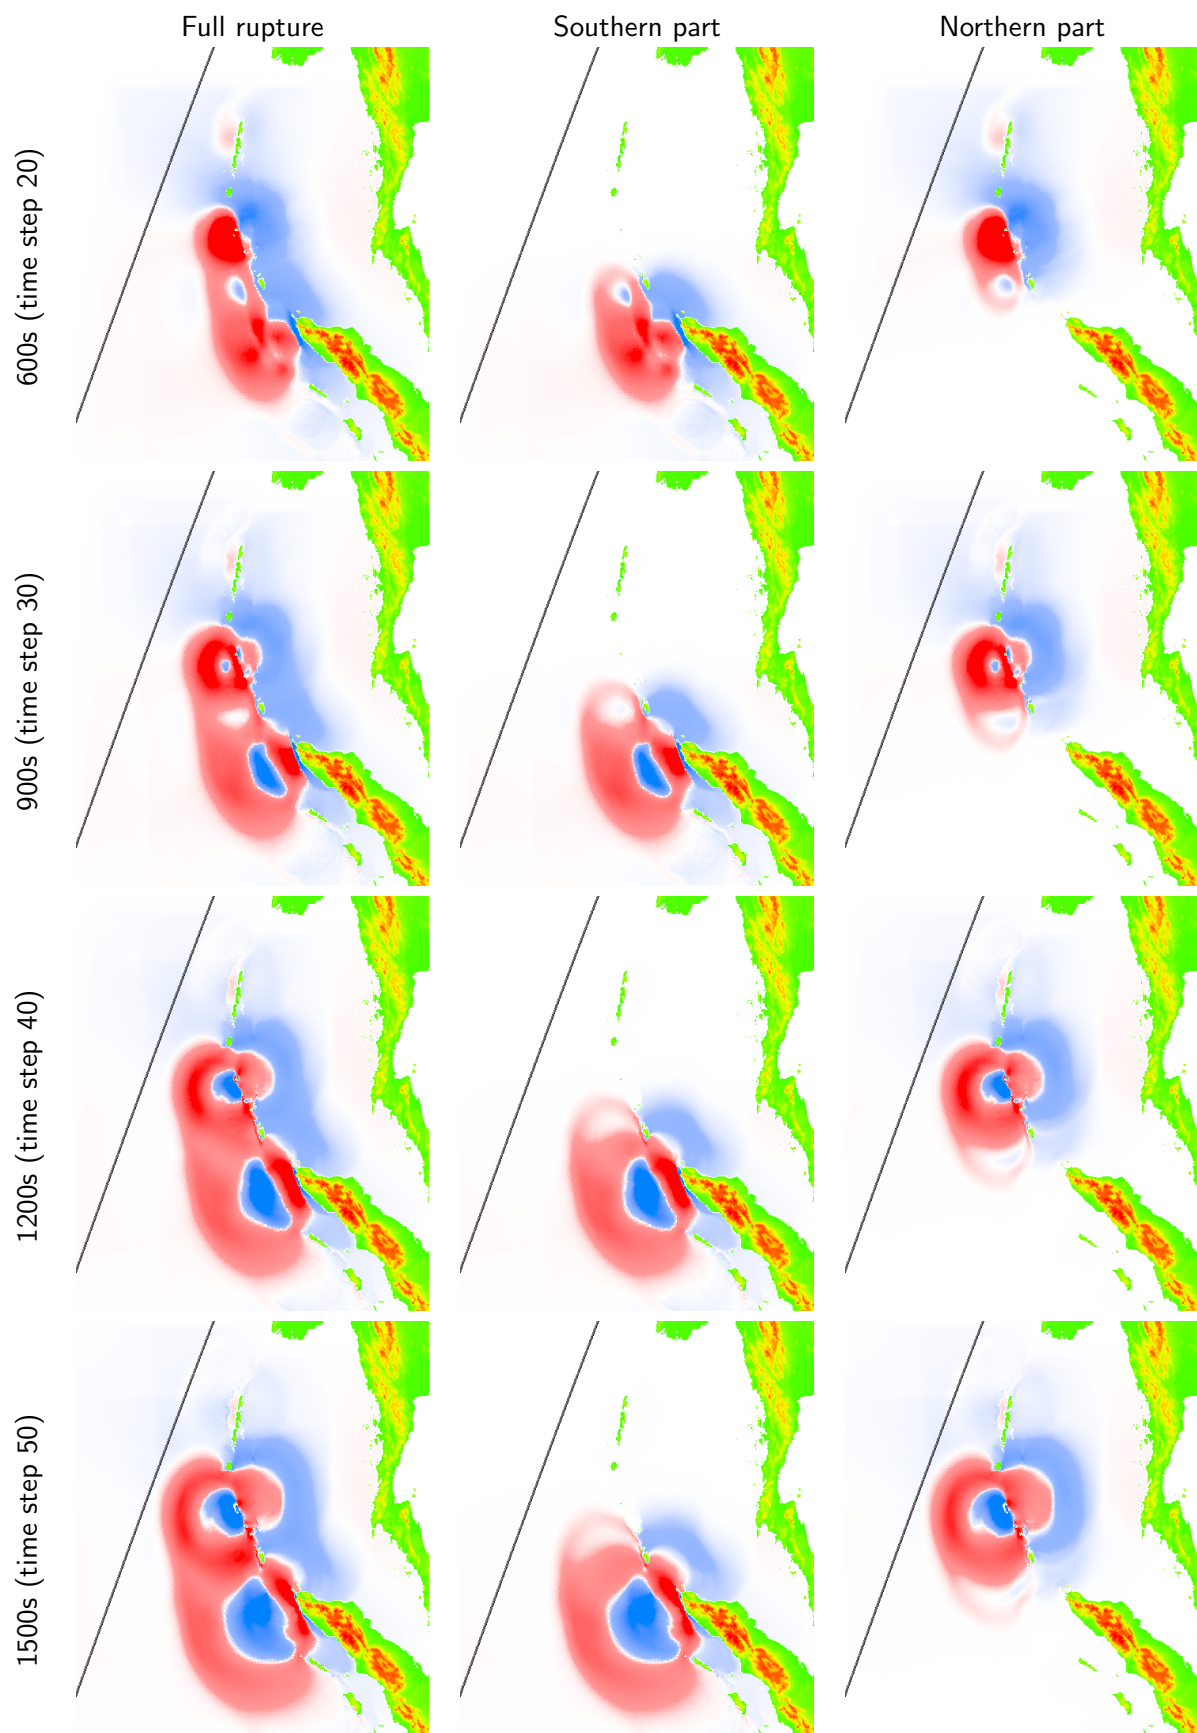 Full rupture
Southern part
Northern part
600s (time step 20)
900s (time step 30)
1200s (time step 40)
1500s (time step 50)